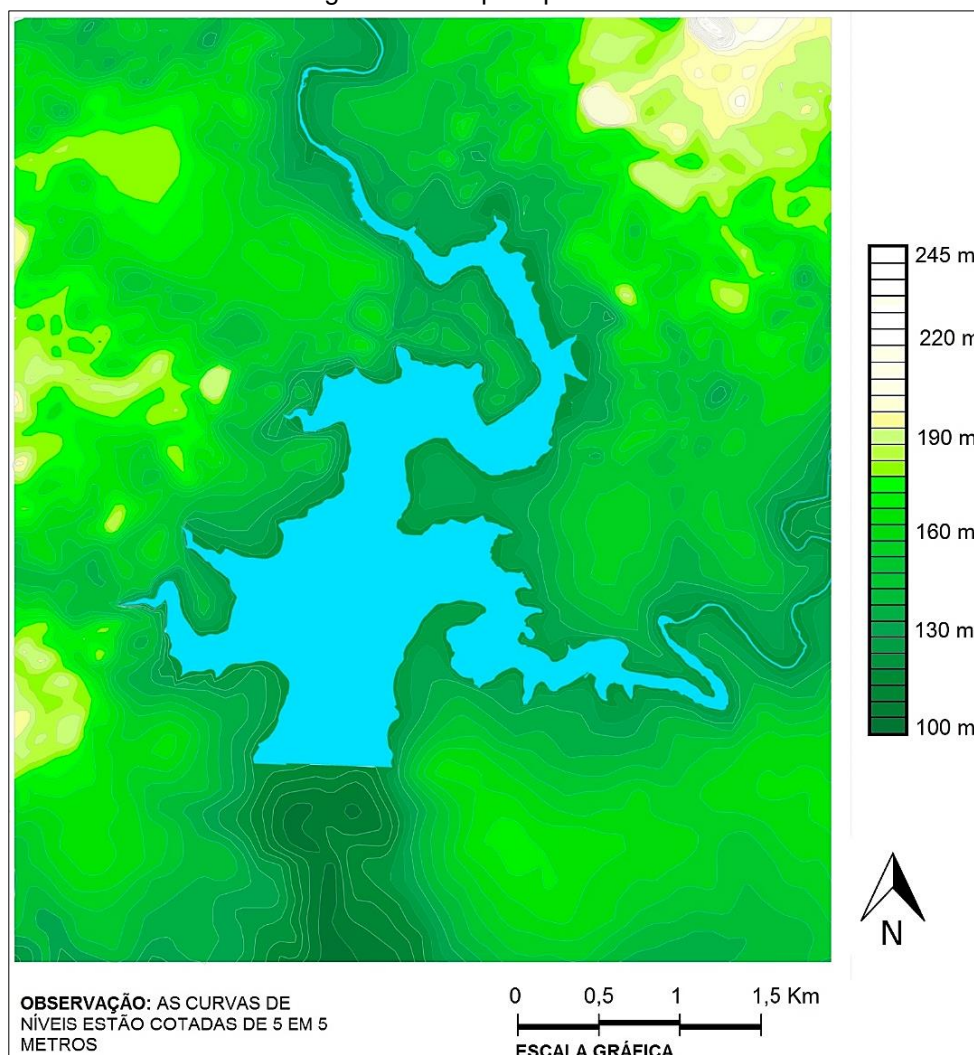 245 m
220 m
190 m
160 m
130 m
100 m
N
OBSERVAÇÃO: AS CURVAS DE
NÍVEIS ESTÃO COTADAS DE 5 EM 5
METROS
0 0,5 1 1,5 Km
ESCALA GRÁFICA